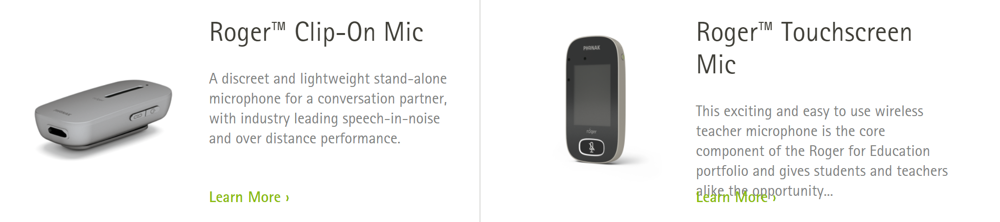 Roger™ Clip-On Mic
A discreet and lightweight stand-alone
microphone for a conversation partner,
with industry leading speech-in-noise
and over distance performance.
Learn More ›
PHONAK
roger
Roger™ Touchscreen
Mic
This exciting and easy to use wireless
teacher microphone is the core
component of the Roger for Education
portfolio and gives students and teachers
alike the opportunity...
Learn More ›
PHONAK
roger